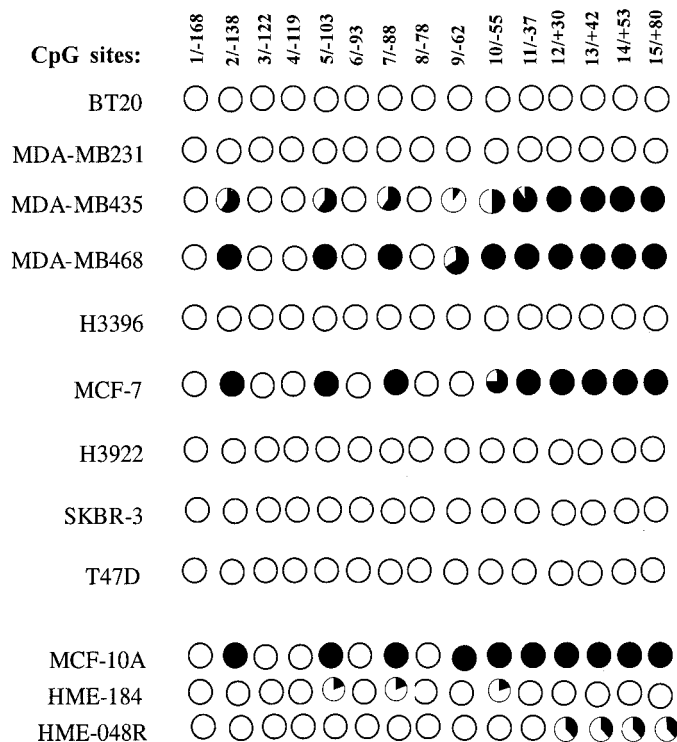 CpG sites: 1/-168 2/-138 3/-122 4/-119 5/-103 6/-93 7/-88 8/-78 9/-62 10/-55 11/-37 12/+30 13/+42 14/+53 15/+80
BT20
MDA-MB231
MDA-MB435
MDA-MB468
H3396
MCF-7
H3922
SKBR-3
T47D
MCF-10A
HME-184
HME-048R